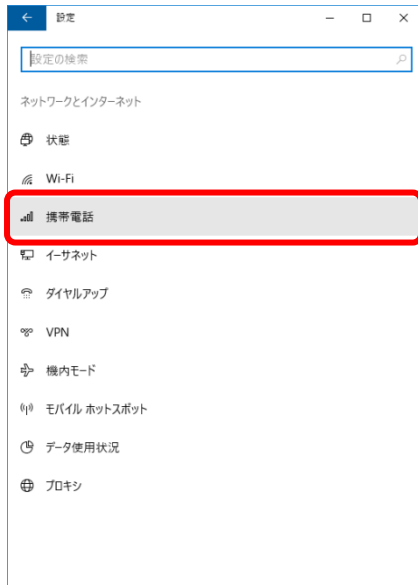 設定
設定の検索
ネットワークとインターネット
状態
Wi-Fi
携帯電話
イーサネット
ダイヤルアップ
VPN
機内モード
モバイル ホットスポット
データ使用状況
プロキシ